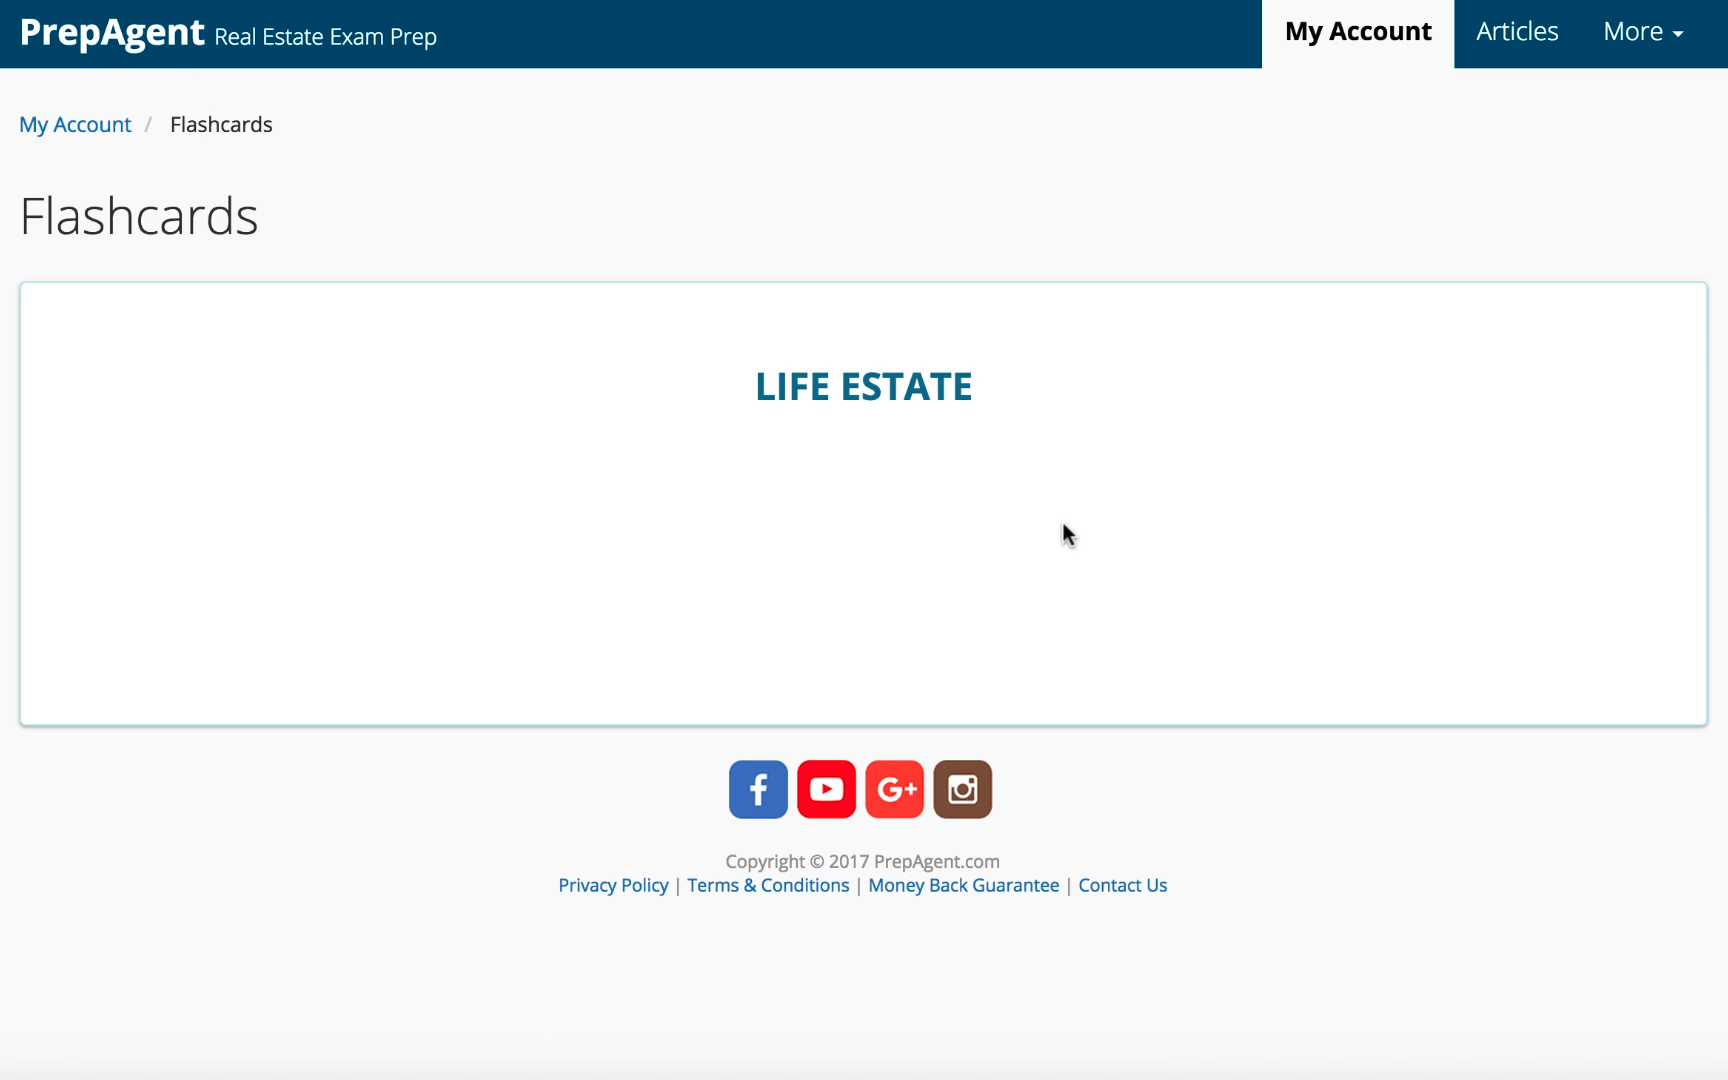 PrepAgent Real Estate Exam Prep
My Account Articles More
My Account / Flashcards
Flashcards
LIFE ESTATE
f G+
Copyright © 2017 PrepAgent.com
Privacy Policy | Terms & Conditions | Money Back Guarantee | Contact Us